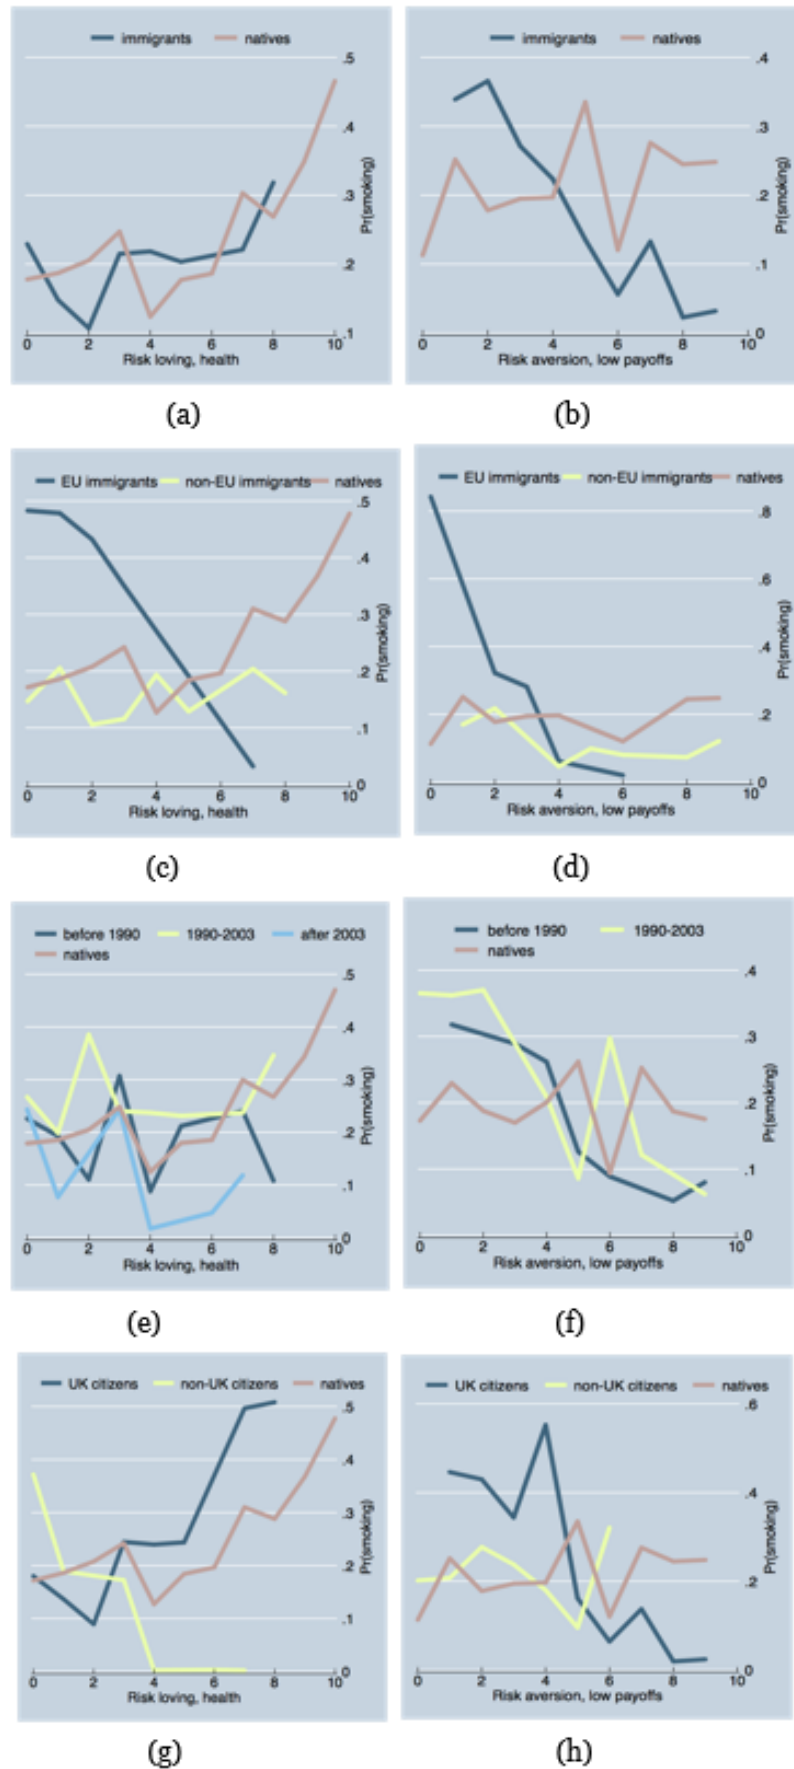 immigrants natives
.5
.4
.3
.2
.1
Pr(smoking)
0 2 4 6 8 10
Risk loving, health
(a)
immigrants natives
.4
.3
.2
.1
0
Pr(smoking)
0 2 4 6 8 10
Risk aversion, low payoffs
(b)
EU immigrants non-EU immigrants natives
.5
.4
.3
.2
.1
0
Pr(smoking)
0 2 4 6 8 10
Risk loving, health
(c)
EU immigrants non-EU immigrants natives
.8
.6
.4
.2
0
Pr(smoking)
0 2 4 6 8 10
Risk aversion, low payoffs
(d)
before 1990 1990-2003 after 2003
natives
.5
.4
.3
.2
.1
0
Pr(smoking)
0 2 4 6 8 10
Risk loving, health
(e)
before 1990 1990-2003
natives
.4
.3
.2
.1
0
Pr(smoking)
0 2 4 6 8 10
Risk aversion, low payoffs
(f)
UK citizens non-UK citizens natives
.5
.4
.3
.2
.1
0
Pr(smoking)
0 2 4 6 8 10
Risk loving, health
(g)
UK citizens non-UK citizens natives
.6
.4
.2
0
Pr(smoking)
0 2 4 6 8 10
Risk aversion, low payoffs
(h)